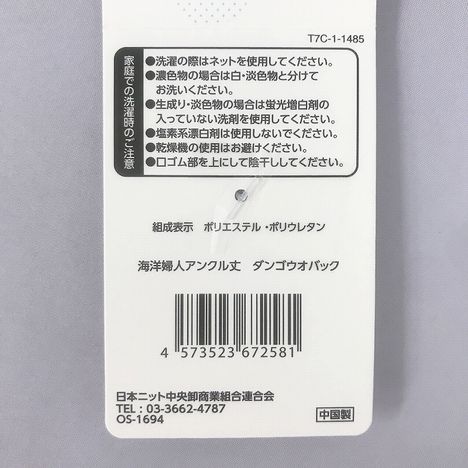 T7C-1-1485
家庭での洗濯時のご注意
●洗濯の際はネットを使用してください。
●濃色物の場合は白・淡色物と分けて
お洗いください。
●生成り・淡色物の場合は蛍光増白剤の
入っていない洗剤を使用してください。
●塩素系漂白剤は使用しないでください。
●乾燥機の使用はお避けください。
●口ゴム部を上にして陰干ししてください。
組成表示 ポリエステル・ポリウレタン
海洋婦人アンクル丈 ダンゴウオバック
4 573523 672581
日本ニット中央卸商業組合連合会
TEL : 03-3662-4787
OS-1694
中国製